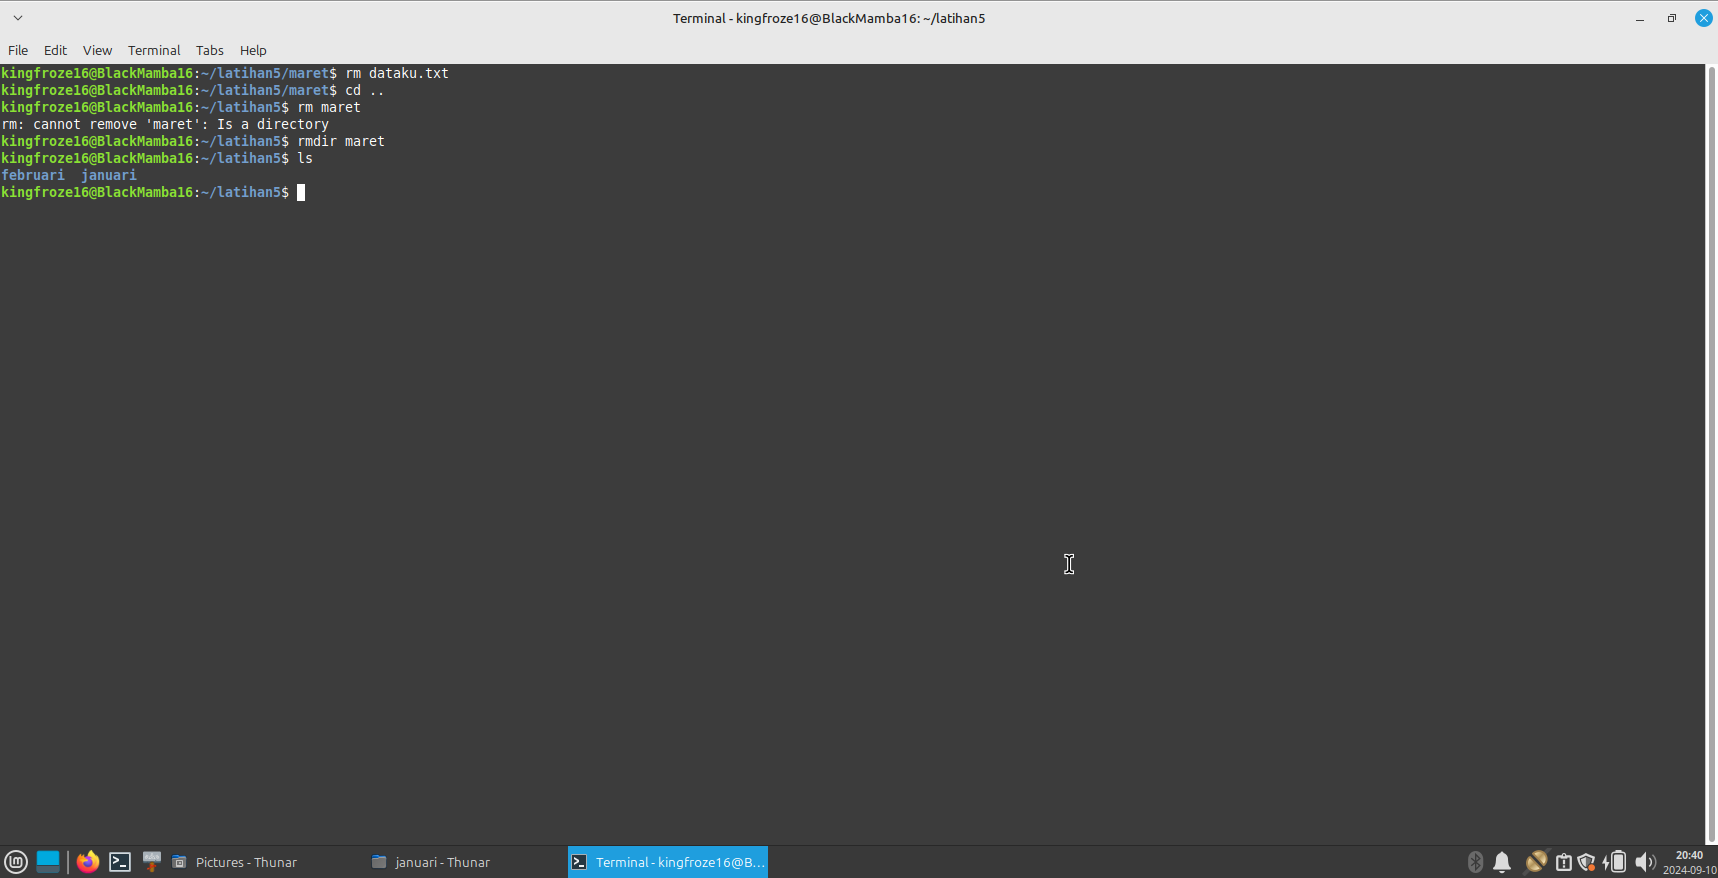 Terminal - kingfroze16@BlackMamba16: ~/latihan5
File Edit View Terminal Tabs Help
kingfroze16@BlackMamba16:~/latihan5/maret$ rm dataku.txt
kingfroze16@BlackMamba16:~/latihan5/maret$ cd ..
kingfroze16@BlackMamba16:~/latihan5$ rm maret
rm: cannot remove 'maret': Is a directory
kingfroze16@BlackMamba16:~/latihan5$ rmdir maret
kingfroze16@BlackMamba16:~/latihan5$ ls
februari  januari
kingfroze16@BlackMamba16:~/latihan5$
Pictures - Thunar januari - Thunar Terminal - kingfroze16@B... 20:40
2024-09-10